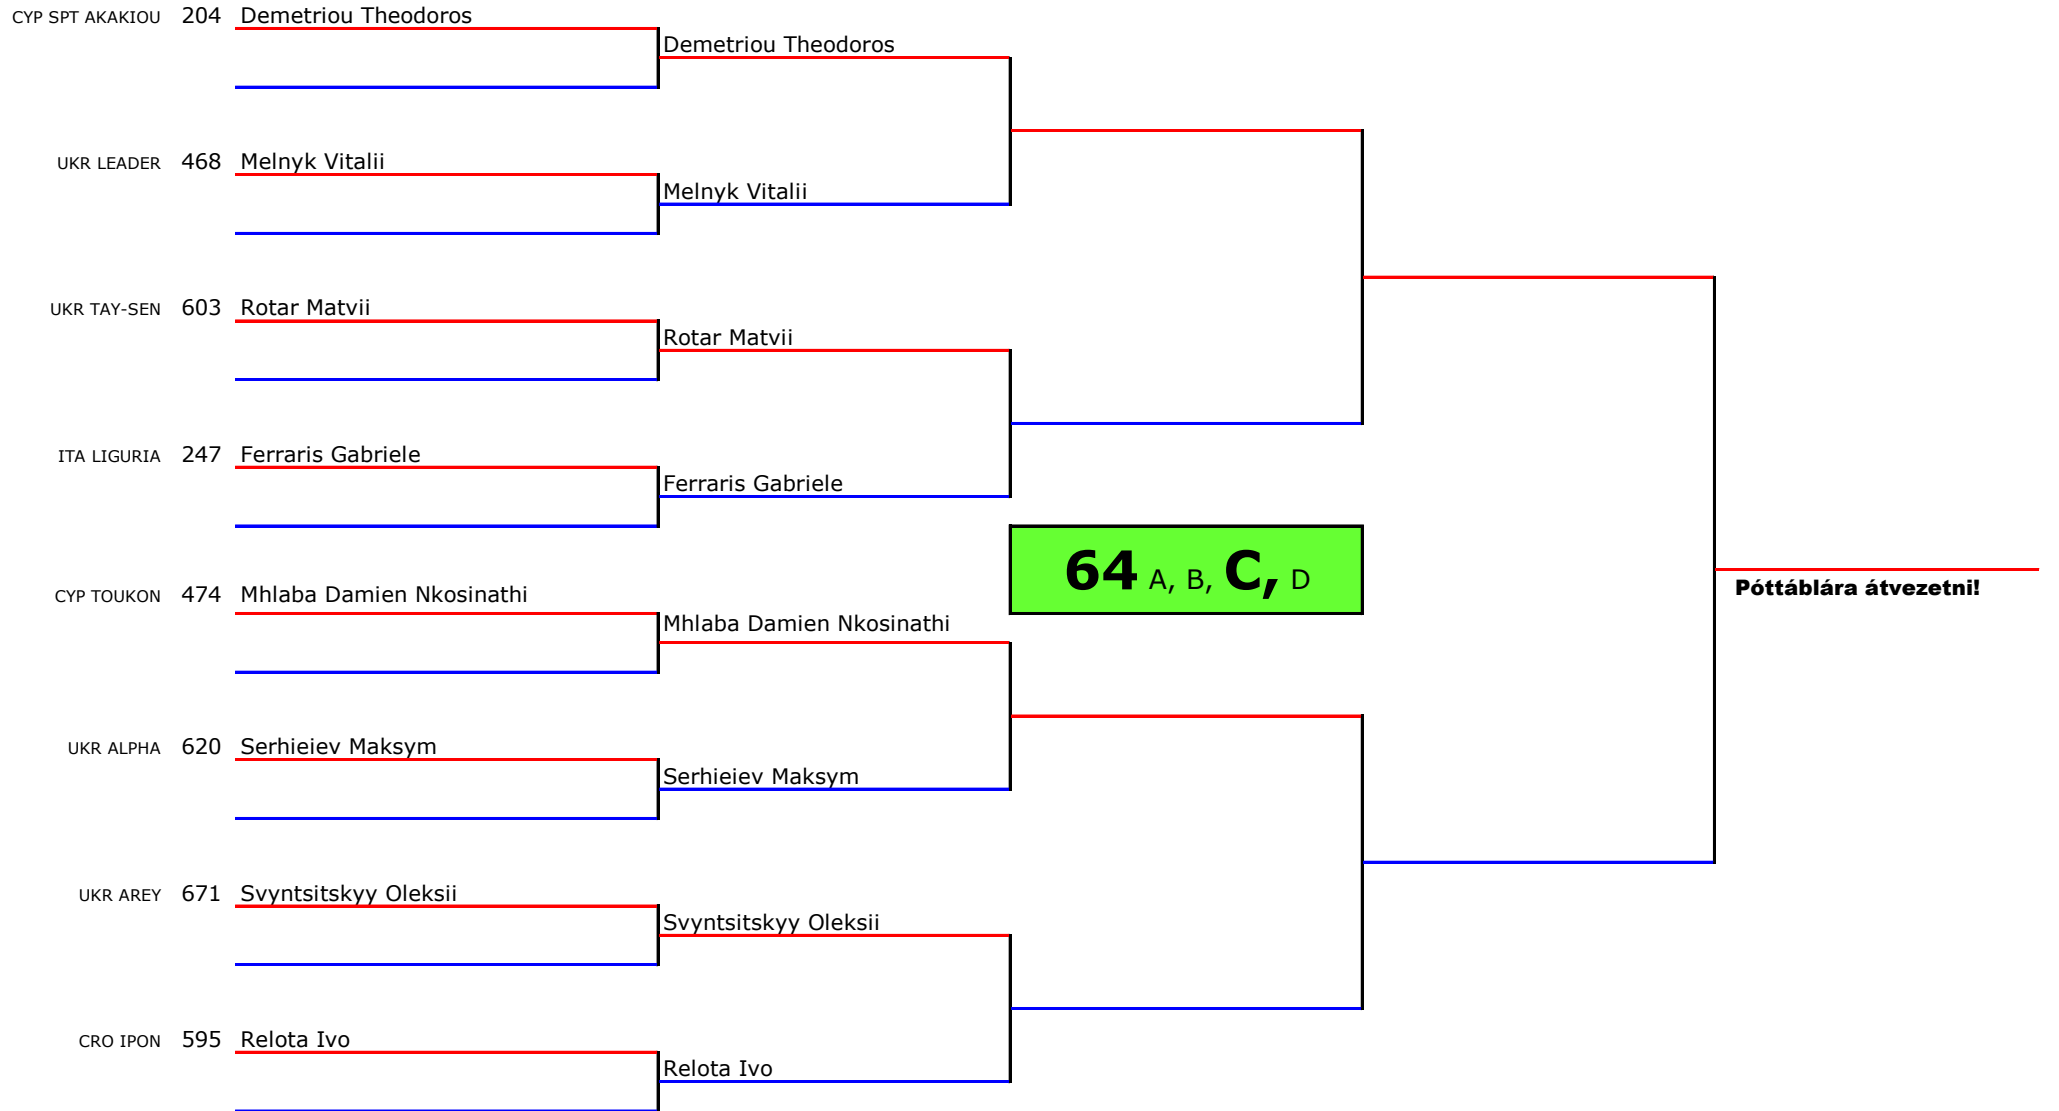 CYP SPT AKAKIOU 204 Demetriou Theodoros
Demetriou Theodoros
UKR LEADER 468 Melnyk Vitalii
Melnyk Vitalii
UKR TAY-SEN 603 Rotar Matvii
Rotar Matvii
ITA LIGURIA 247 Ferraris Gabriele
Ferraris Gabriele
64 A, B, C, D
CYP TOUKON 474 Mhlaba Damien Nkosinathi
Póttáblára átvezetni!
Mhlaba Damien Nkosinathi
UKR ALPHA 620 Serhieiev Maksym
Serhieiev Maksym
UKR AREY 671 Svyntsitskyy Oleksii
Svyntsitskyy Oleksii
CRO IPON 595 Relota Ivo
Relota Ivo